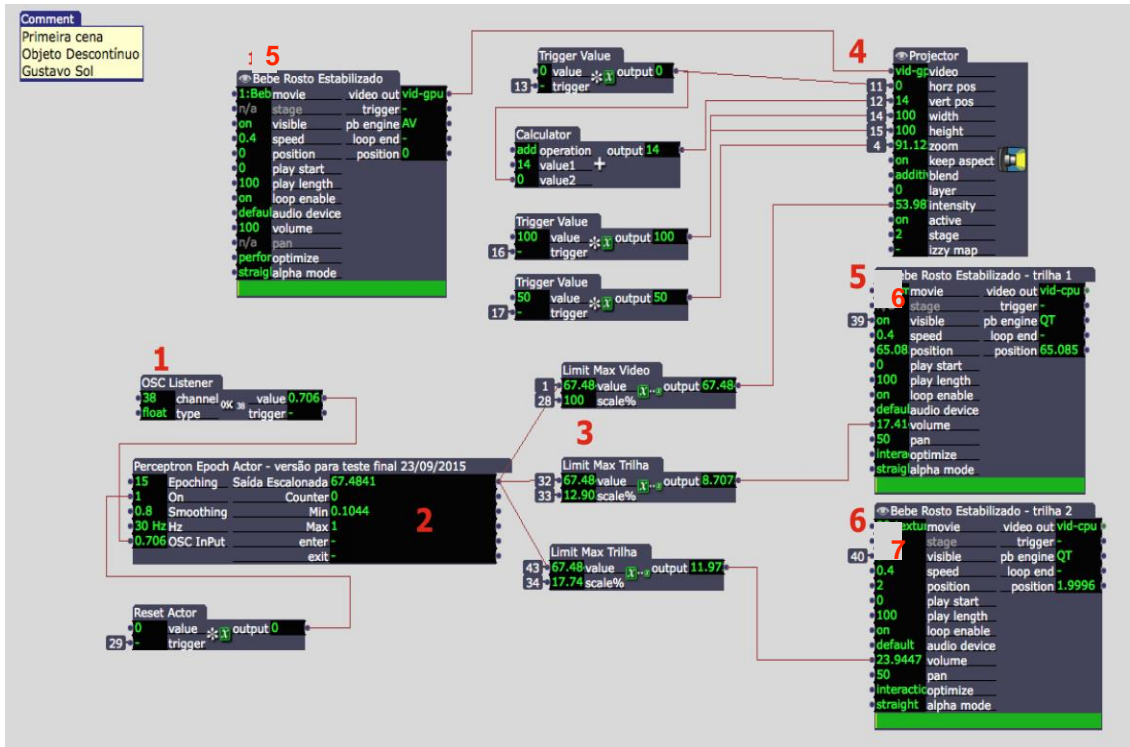 Comment
Primeira cena
Objeto Descontínuo
Gustavo Sol
5
Bebe Rosto Estabilizado
1:Beb movie video out vid-gpu
n/a stage trigger -
on visible pb engine AV
0.4 speed loop end -
0 position position 0
0 play start
100 play length
on loop enable
defaul audio device
100 volume
n/a pan
perfor optimize
straig alpha mode
Trigger Value
0 value output 0
13 - trigger
Calculator
add operation output 14
14 value1 +
0 value2
Trigger Value
100 value output 100
16 - trigger
Trigger Value
50 value output 50
17 - trigger
4
Projector
vid-gp video
11 0 horz pos
12 14 vert pos
14 100 width
15 100 height
4 91.12 zoom
on keep aspect
additiv blend
0 layer
53.98 intensity
on active
2 stage
- izzy map
5
6
ebe Rosto Estabilizado - trilha 1
movie video out vid-cpu
stage trigger -
39 on visible pb engine QT
0.4 speed loop end -
65.08 position position 65.085
0 play start
100 play length
on loop enable
defaul audio device
17.41 volume
50 pan
intera optimize
straigl alpha mode
1
OSC Listener
38 channel OSC 38 value 0.706
float type trigger -
Perceptron Epoch Actor - versão para teste final 23/09/2015
15 Epoching Saída Escalonada 67.4841
1 On Counter 0
0.8 Smoothing Min 0.1044
30 Hz Hz Max 1
0.706 OSC InPut enter -
exit -
2
Reset Actor
0 value output 0
29 - trigger
Limit Max Video
1 67.48 value output 67.48
28 100 scale%
3
Limit Max Trilha
32 67.48 value output 8.707
33 12.90 scale%
Limit Max Trilha
43 67.48 value output 11.97
34 17.74 scale%
6
7
Bebe Rosto Estabilizado - trilha 2
extur movie video out vid-cpu
stage trigger -
40 visible pb engine QT
0.4 speed loop end -
2 position position 1.9996
0 play start
100 play length
on loop enable
default audio device
23.9447 volume
50 pan
interactic optimize
straight alpha mode